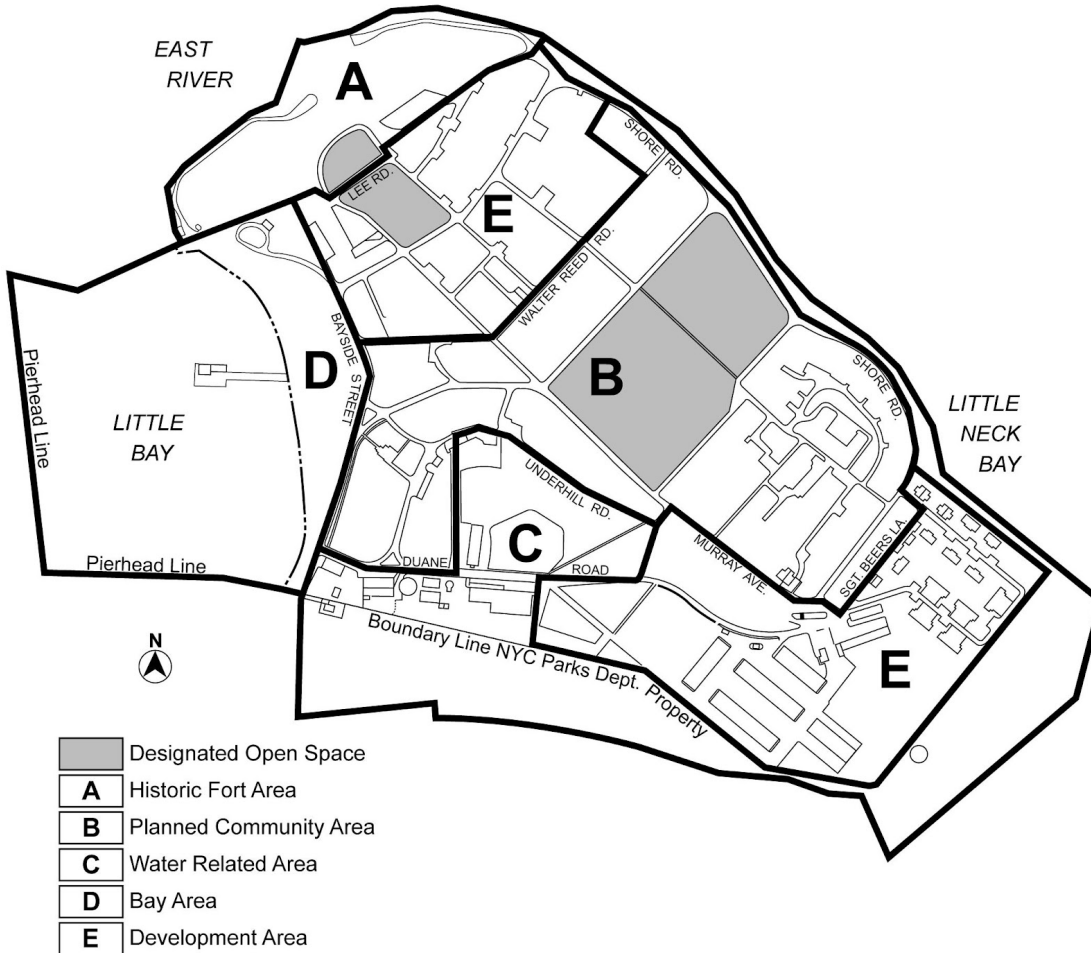 EAST
RIVER
A
SHORE RD.
LEE RD.
E
WALTER REED RD.
BAYSIDE STREET
D
B
SHORE RD.
Pierhead Line
LITTLE
BAY
LITTLE
NECK
BAY
UNDERHILL RD.
C
Pierhead Line
DUANE ROAD
MURRAY AVE.
SGT. BEERS LA.
Boundary Line NYC Parks Dept. Property
E
N
Designated Open Space
A Historic Fort Area
B Planned Community Area
C Water Related Area
D Bay Area
E Development Area